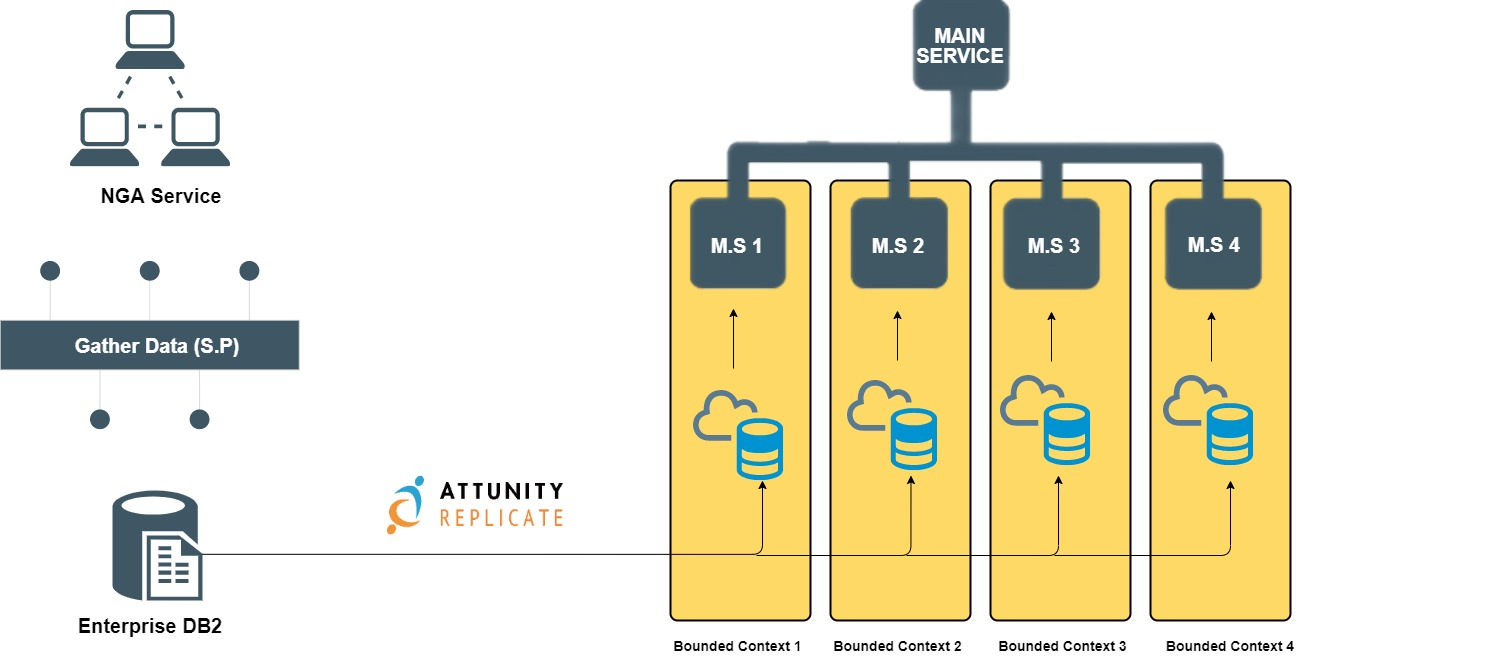 MAIN
SERVICE
NGA Service
M.S 1
M.S 2
M.S 3
M.S 4
Gather Data (S.P)
ATTUNITY
REPLICATE
Enterprise DB2
Bounded Context 1
Bounded Context 2
Bounded Context 3
Bounded Context 4